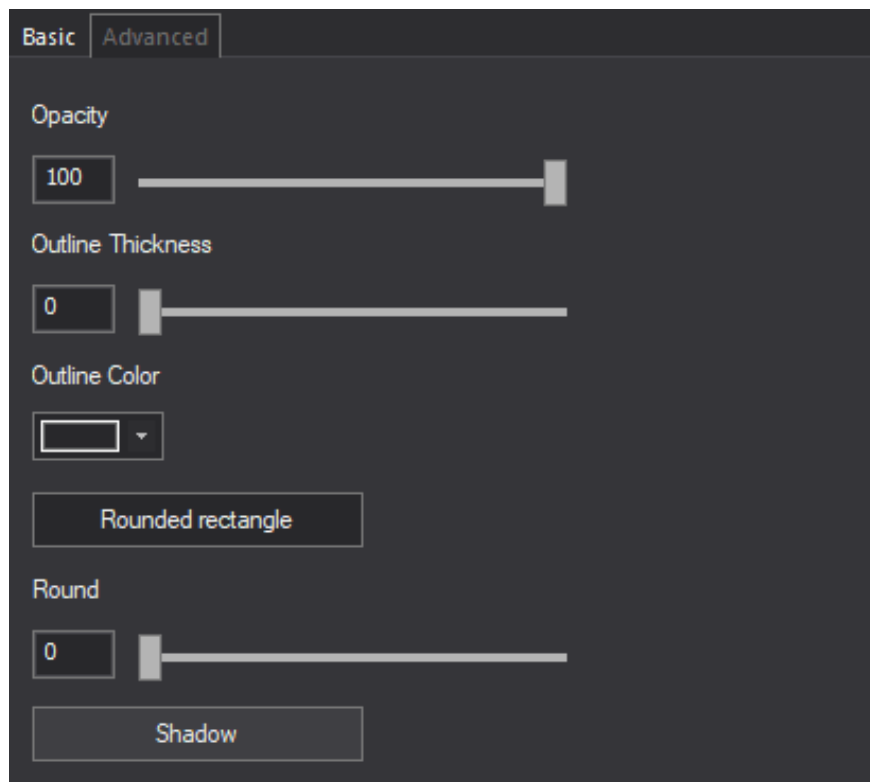 Basic Advanced
Opacity
100
Outline Thickness
0
Outline Color
Rounded rectangle
Round
0
Shadow